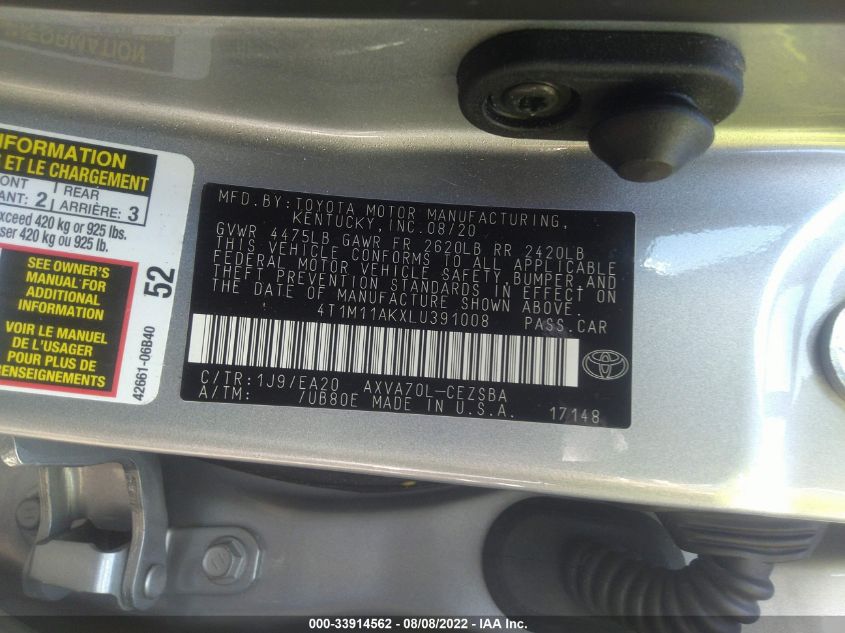 INFORMATION
INFORMATION
ET LE CHARGEMENT
ONT
ANT: 2
REAR
ARRIÈRE: 3
exceed 420 kg or 925 lbs.
420 kg ou 925 lb.
SEE OWNER'S
MANUAL FOR
ADDITIONAL
INFORMATION
VOIR LE MANUEL
DE L'USAGER
POUR PLUS DE
RENSEIGNEMENTS
52
42661-06B40
MFD.BY:TOYOTA MOTOR MANUFACTURING,
KENTUCKY, INC.08/20
GVWR 4475LB GAWR FR 2620LB RR 2420LB
THIS VEHICLE CONFORMS TO ALL APPLICABLE
FEDERAL MOTOR VEHICLE SAFETY,BUMPER,AND
THEFT PREVENTION STANDARDS IN EFFECT ON
THE DATE OF MANUFACTURE SHOWN ABOVE.
4T1M11AKXLU391008 PASS.CAR
C/TR:1J9/EA20 AXVA70L-CEZSBA
A/TM: /UB80E MADE IN U.S.A. 17148
000-33914562 - 08/08/2022 - IAA Inc.